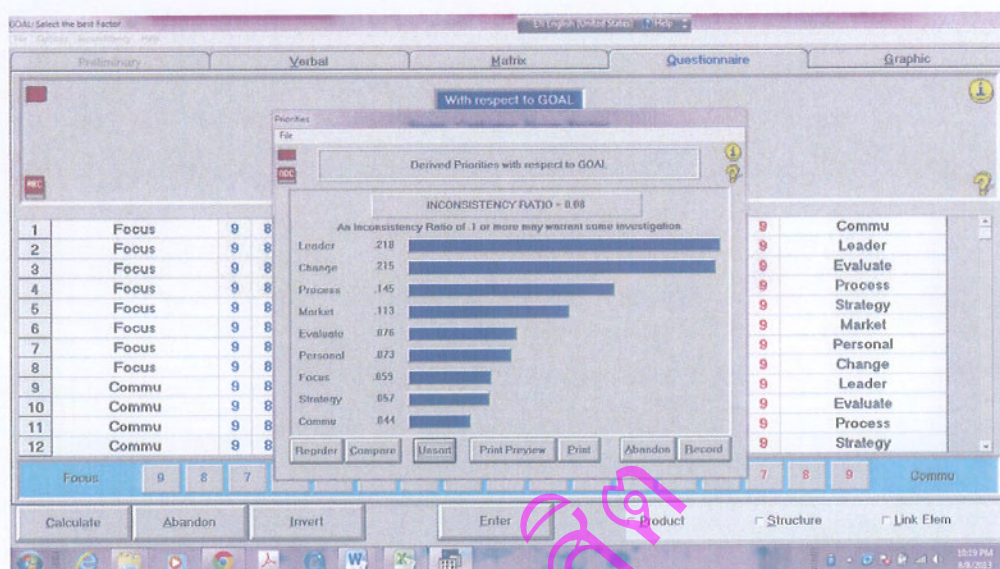 GOAL: Select the best Factor
EN English (United States) Help
File Options Inconsistency Help
Preliminary Verbal Matrix Questionnaire Graphic
With respect to GOAL
Priorities
File
ABC
Derived Priorities with respect to GOAL
INCONSISTENCY RATIO = 0.08
An Inconsistency Ratio of .1 or more may warrant some investigation.
Leader .218
Change .215
Process .145
Market .113
Evaluate .076
Personal .073
Focus .059
Strategy .057
Commu .044
Reorder Compare Unsort Print Preview Print Abandon Record
1 Focus 9 8 9 Commu
2 Focus 9 8 9 Leader
3 Focus 9 8 9 Evaluate
4 Focus 9 8 9 Process
5 Focus 9 8 9 Strategy
6 Focus 9 8 9 Market
7 Focus 9 8 9 Personal
8 Focus 9 8 9 Change
9 Commu 9 8 9 Leader
10 Commu 9 8 9 Evaluate
11 Commu 9 8 9 Process
12 Commu 9 8 9 Strategy
Focus 9 8 7 7 8 9 Commu
Calculate Abandon Invert Enter Product Structure Link Elem
10:19 PM
8/8/2013